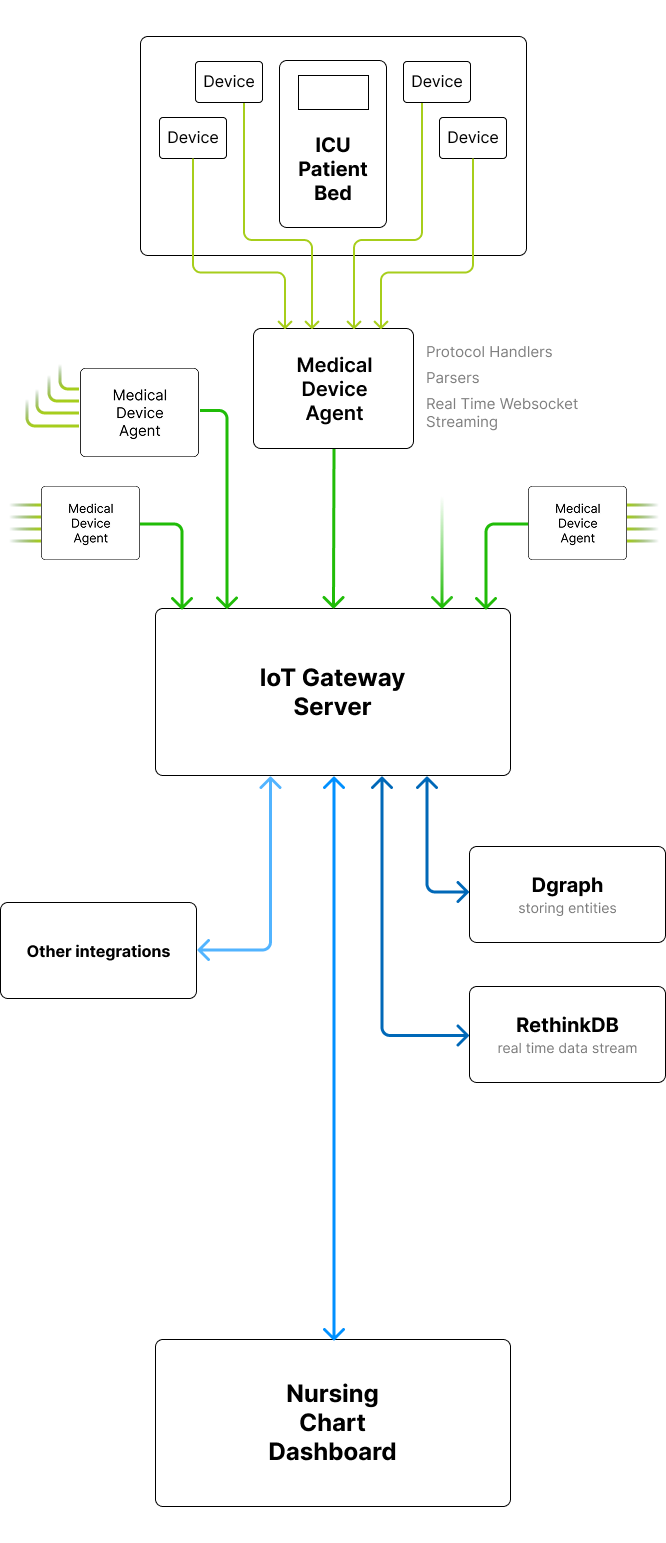 Device
Device
Device
Device
ICU
Patient
Bed
Medical
Device
Agent
Protocol Handlers
Parsers
Real Time Websocket
Streaming
Medical
Device
Agent
Medical
Device
Agent
Medical
Device
Agent
IoT Gateway
Server
Dgraph
storing entities
Other integrations
RethinkDB
real time data stream
Nursing
Chart
Dashboard